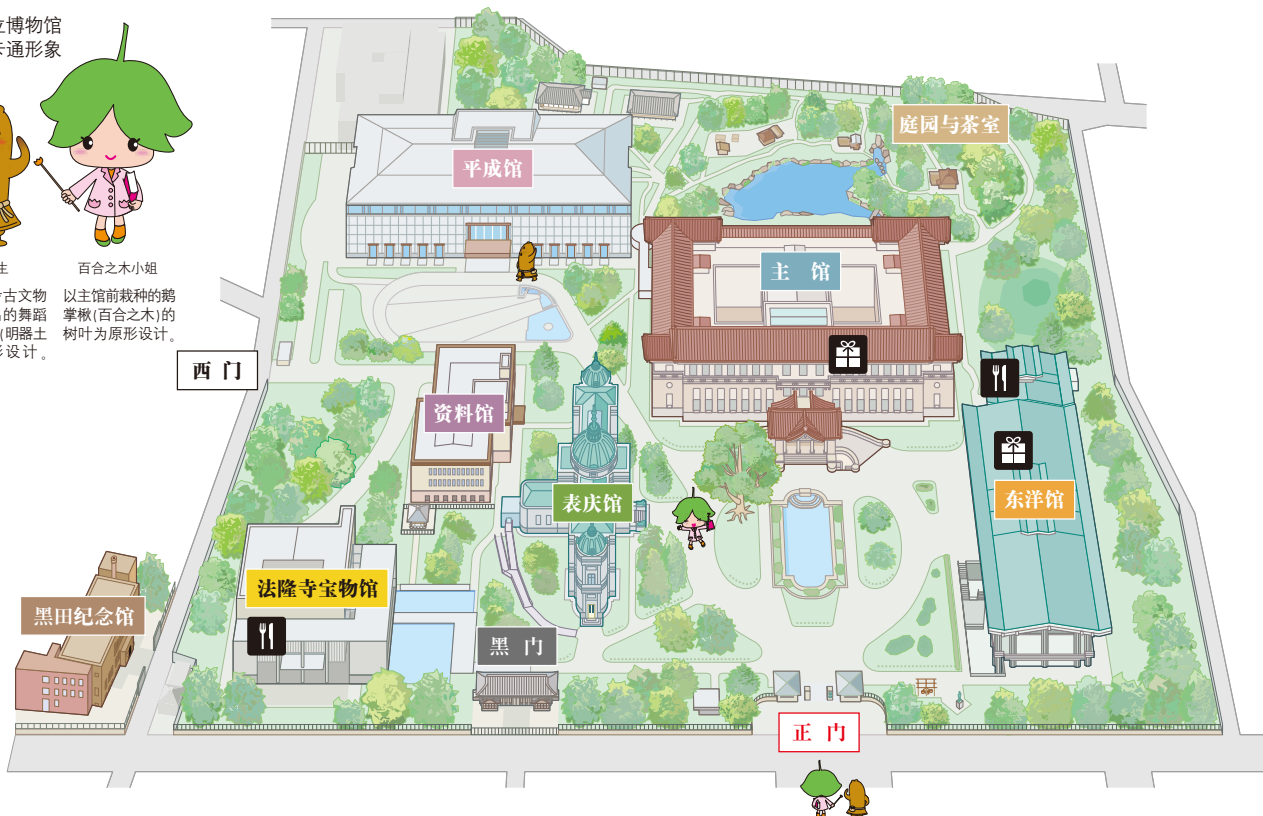 立博物馆
卡通形象
生
百合之木小姐
古文物
的舞蹈
(明器土
形设计。
以主馆前栽种的鹅
掌楸(百合之木)的
树叶为原形设计。
庭园与茶室
平成馆
主 馆
西 门
资料馆
表庆馆
东洋馆
法隆寺宝物馆
黑田纪念馆
黑 门
正 门